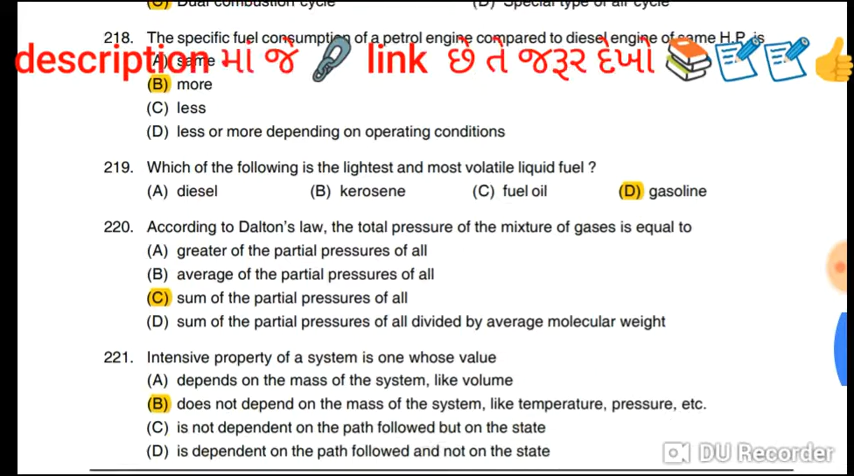 (C) Dual combustion cycle (D) Special type of air cycle
218. The specific fuel consumption of a petrol engine compared to diesel engine of same H.P. is
description માં જે link છે તે જરૂર દેખો
(A) same
(B) more
(C) less
(D) less or more depending on operating conditions
219. Which of the following is the lightest and most volatile liquid fuel ?
(A) diesel (B) kerosene (C) fuel oil (D) gasoline
220. According to Dalton's law, the total pressure of the mixture of gases is equal to
(A) greater of the partial pressures of all
(B) average of the partial pressures of all
(C) sum of the partial pressures of all
(D) sum of the partial pressures of all divided by average molecular weight
221. Intensive property of a system is one whose value
(A) depends on the mass of the system, like volume
(B) does not depend on the mass of the system, like temperature, pressure, etc.
(C) is not dependent on the path followed but on the state
(D) is dependent on the path followed and not on the state
DU Recorder